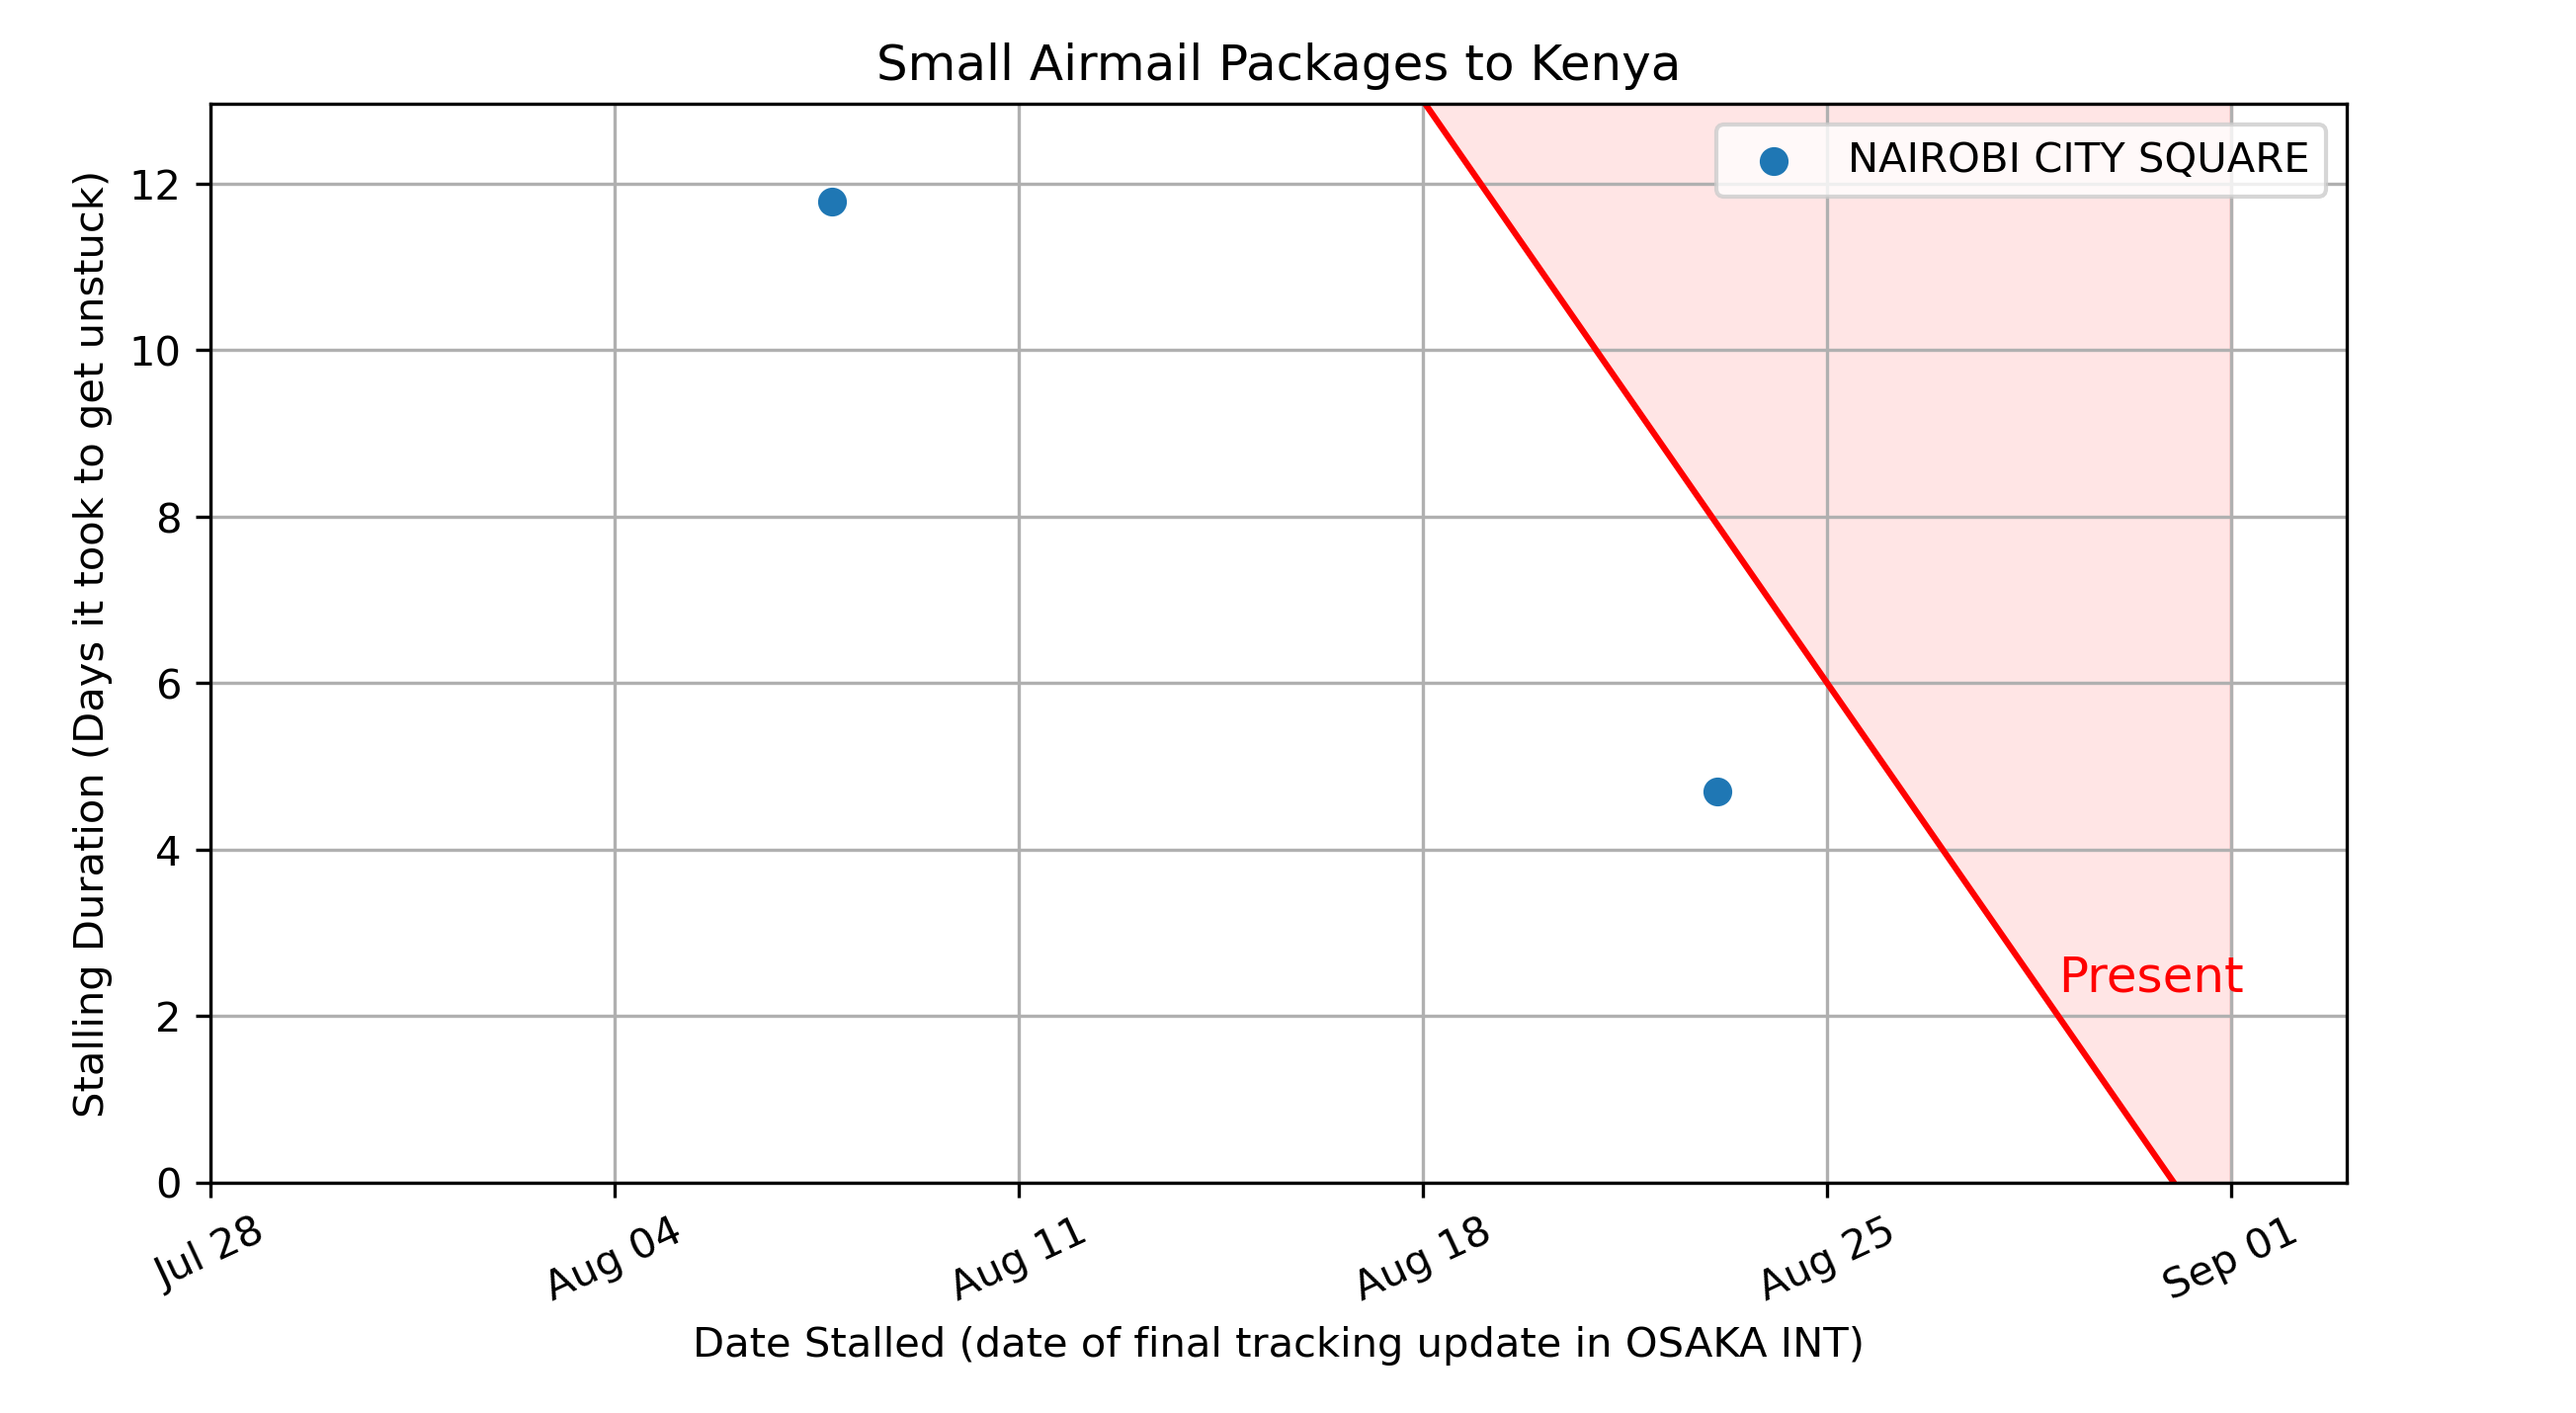 Small Airmail Packages to Kenya
NAIROBI CITY SQUARE
Stalling Duration (Days it took to get unstuck)
12
10
8
6
4
2
0
Present
Jul 28
Aug 04
Aug 11
Aug 18
Aug 25
Sep 01
Date Stalled (date of final tracking update in OSAKA INT)